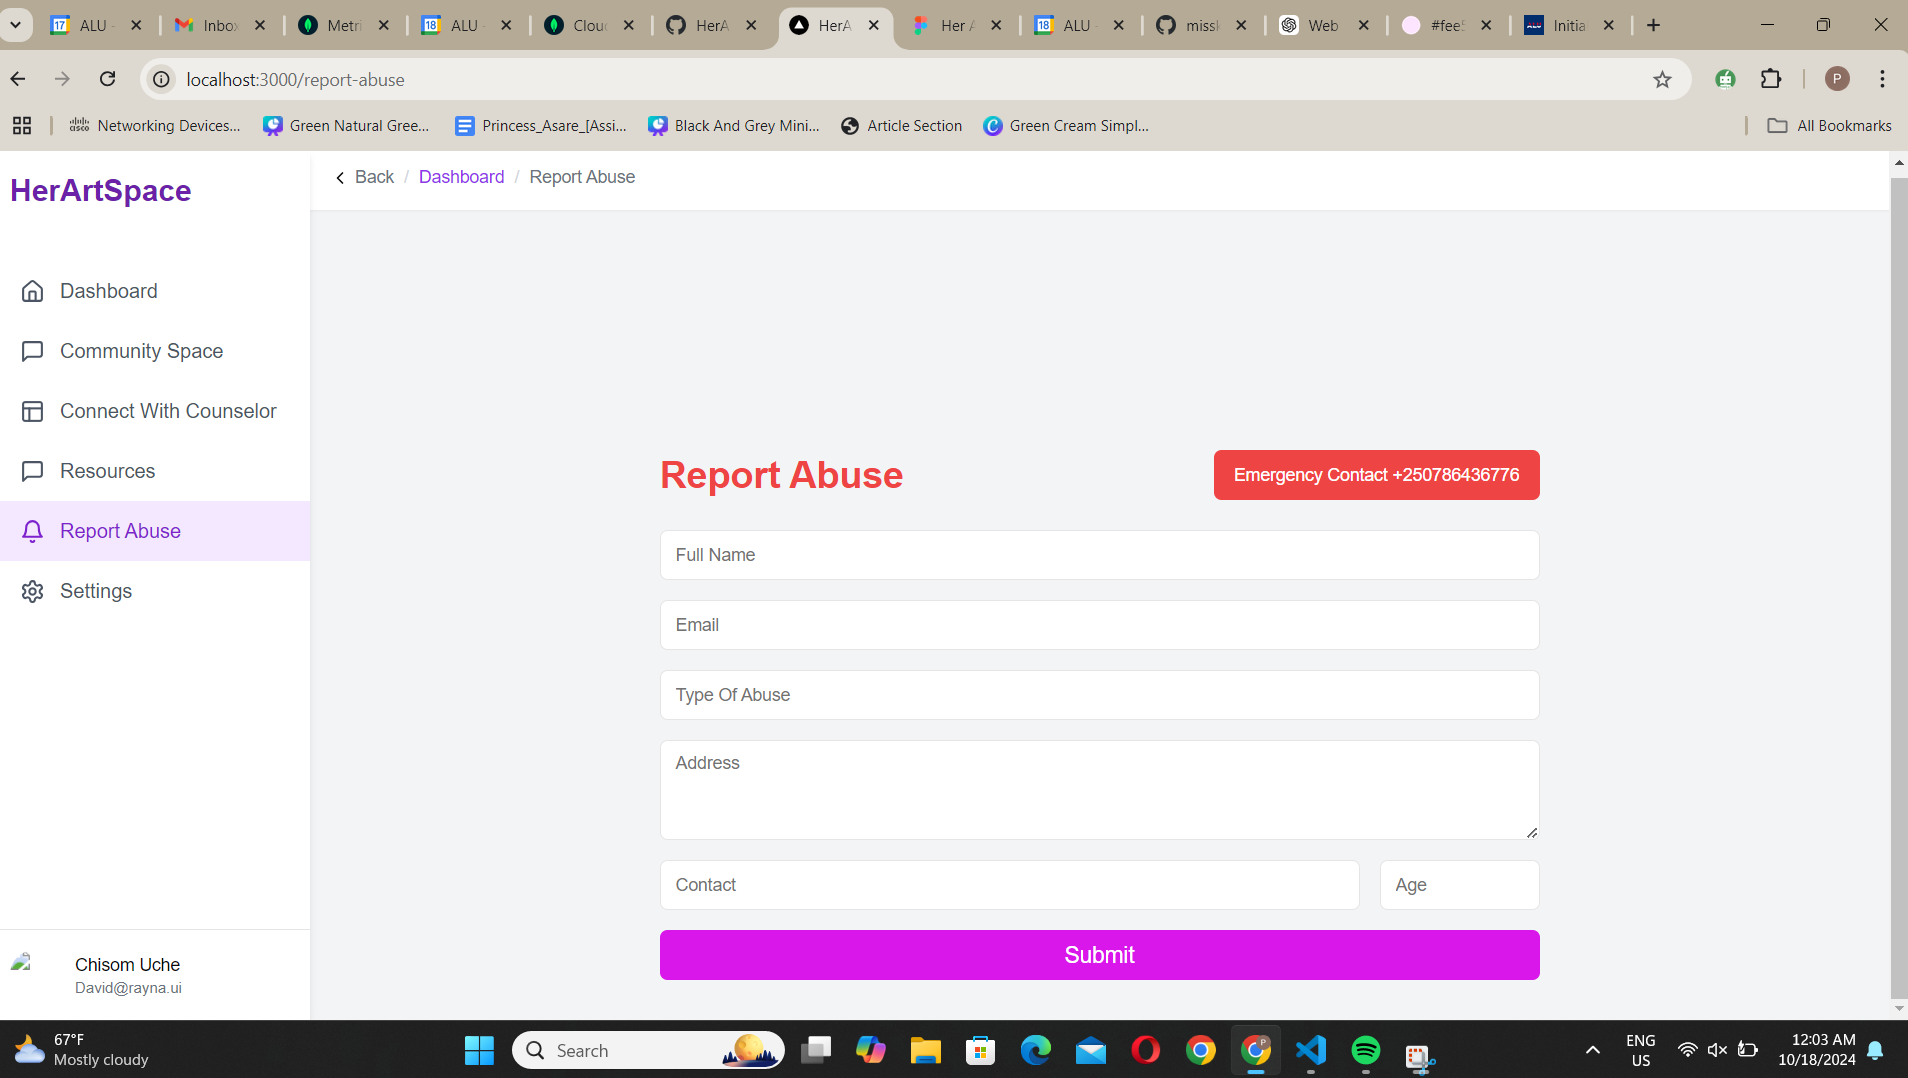 ALU -
Inbox
Metri
ALU -
Clou
HerA
HerA
Her A
ALU -
missl
Web
#fee5
Initia
localhost:3000/report-abuse
P
Networking Devices...
Green Natural Gree...
Princess_Asare_[Assi...
Black And Grey Mini...
Article Section
Green Cream Simpl...
All Bookmarks
HerArtSpace
Back / Dashboard / Report Abuse
Dashboard
Community Space
Connect With Counselor
Resources
Report Abuse
Settings
Report Abuse
Emergency Contact +250786436776
Full Name
Email
Type Of Abuse
Address
Contact
Age
Submit
Chisom Uche
David@rayna.ui
67°F
Mostly cloudy
Search
ENG
US
12:03 AM
10/18/2024